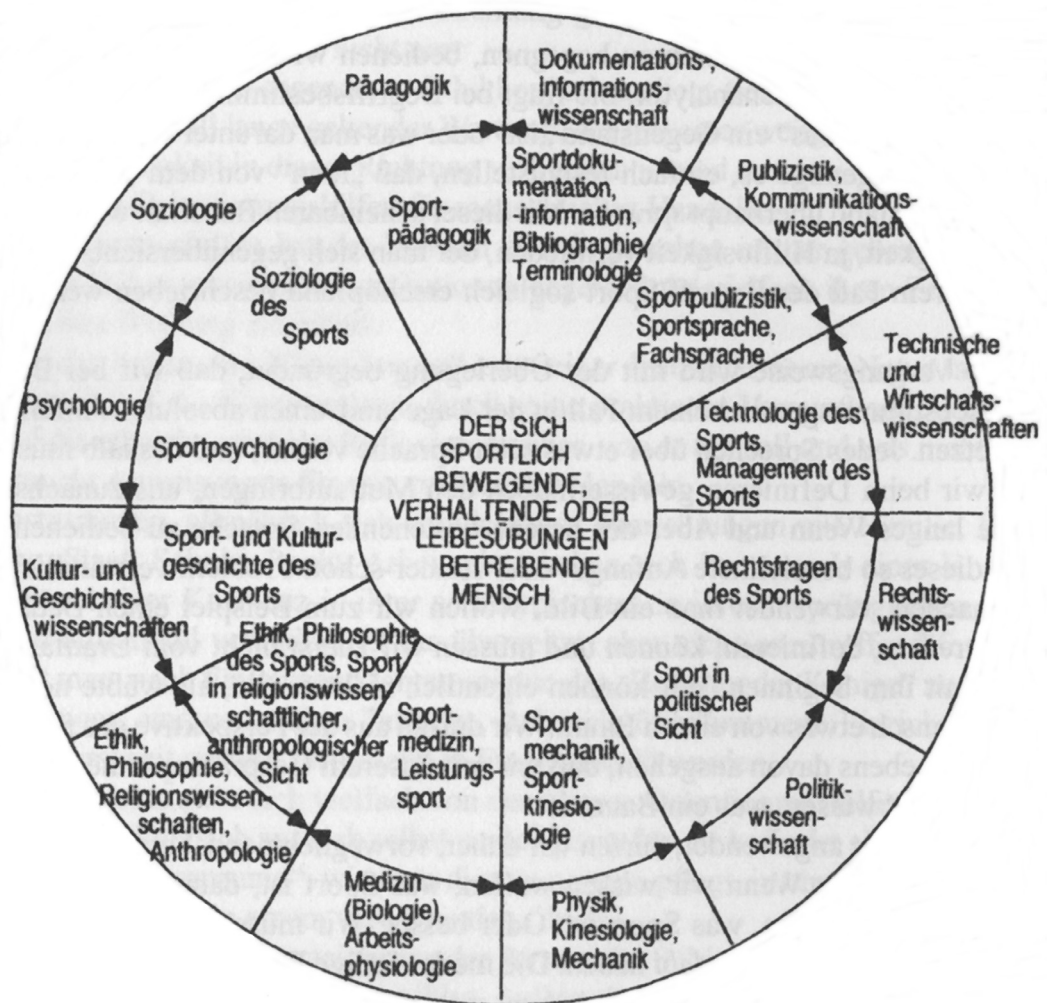 Pädagogik
Dokumentations-,
Informations-
wissenschaft
Publizistik,
Kommunikations-
wissenschaft
Technische
und
Wirtschafts-
wissenschaften
Rechts-
wissen-
schaft
Politik-
wissen-
schaft
Physik,
Kinesiologie,
Mechanik
Medizin
(Biologie),
Arbeits-
physiologie
Ethik,
Philosophie,
Religionswissen-
schaften,
Anthropologie
Kultur- und
Geschichts-
wissenschaften
Psychologie
Soziologie
Sport-
pädagogik
Sportdoku-
mentation,
-information,
Bibliographie,
Terminologie
Sportpublizistik,
Sportsprache,
Fachsprache
Technologie des
Sports,
Management des
Sports
Rechtsfragen
des Sports
Sport in
politischer
Sicht
Sport-
mechanik,
Sport-
kinesio-
logie
Sport-
medizin,
Leistungs-
sport
Ethik, Philosophie
des Sports, Sport
in religionswissen-
schaftlicher,
anthropologischer
Sicht
Sport- und Kultur-
geschichte des
Sports
Sportpsychologie
Soziologie
des
Sports
DER SICH
SPORTLICH
BEWEGENDE,
VERHALTENDE ODER
LEIBESÜBUNGEN
BETREIBENDE
MENSCH